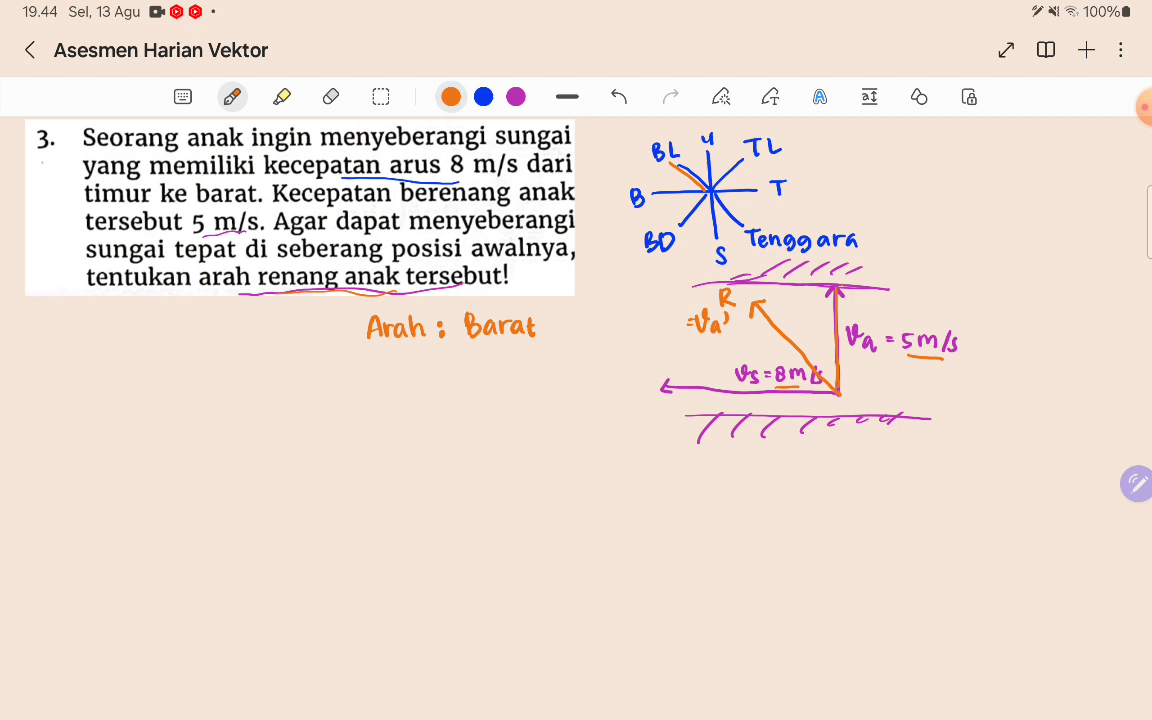 19.44 Sel, 13 Agu
100%
Asesmen Harian Vektor
3. Seorang anak ingin menyeberangi sungai
yang memiliki kecepatan arus 8 m/s dari
timur ke barat. Kecepatan berenang anak
tersebut 5 m/s. Agar dapat menyeberangi
sungai tepat di seberang posisi awalnya,
tentukan arah renang anak tersebut!
Arah : Barat
U
BL
TL
B
T
BD
Tenggara
S
R
=Va'
Va = 5m/s
Vs = 8m/s